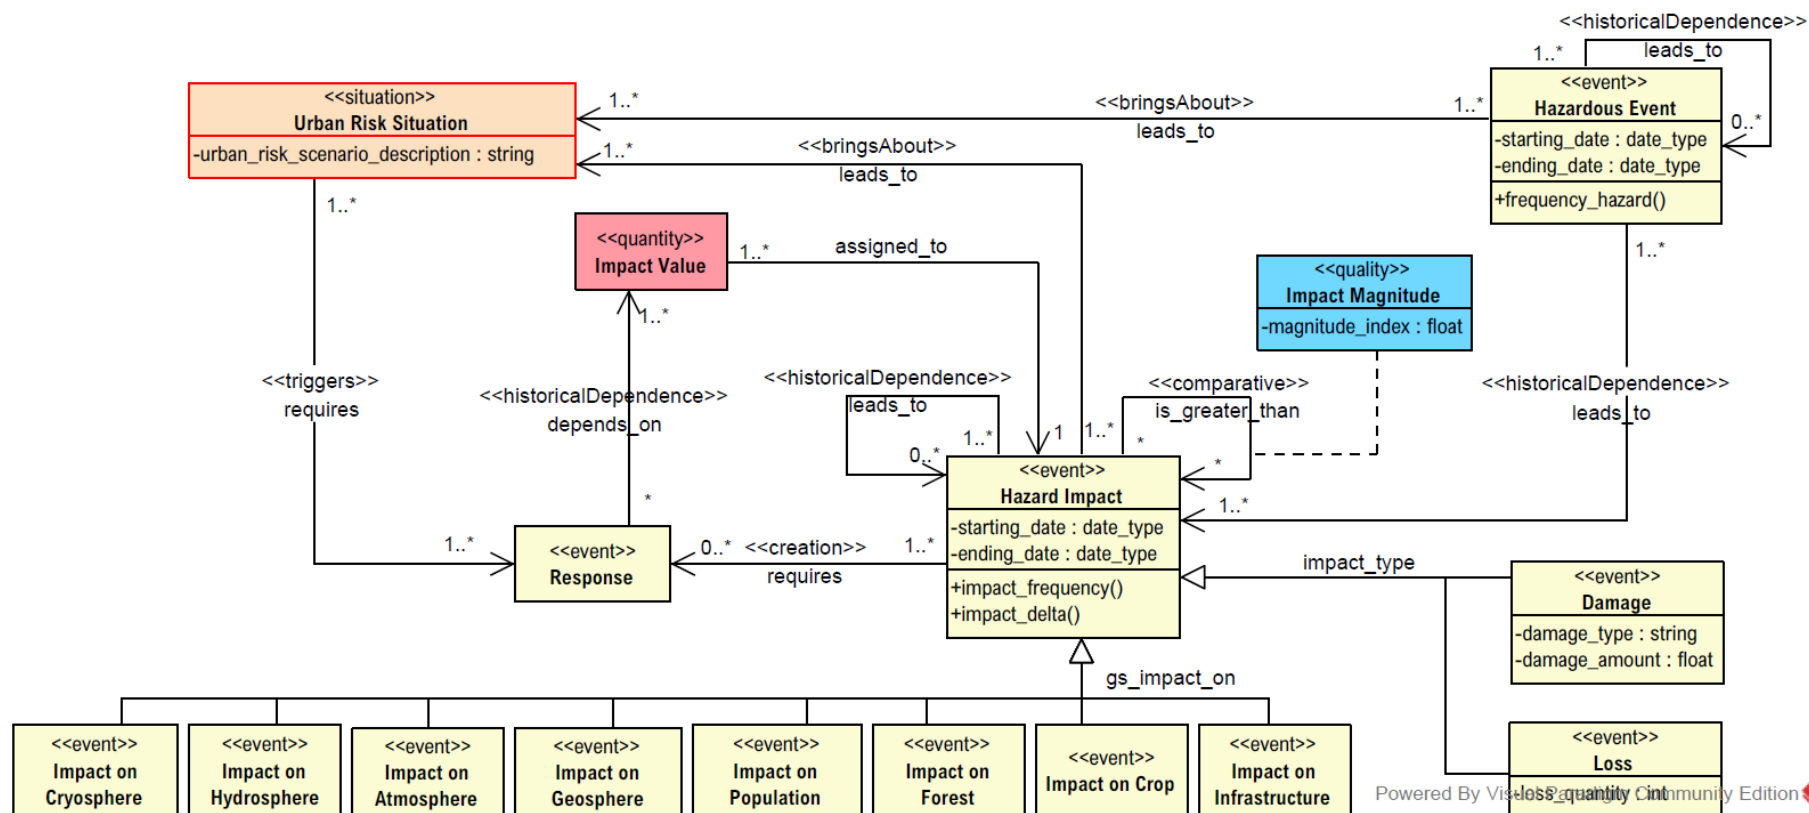 <<historicalDependence>>
leads_to
1..*
0..*
<<event>>
Hazardous Event
-starting_date : date_type
-ending_date : date_type
+frequency_hazard()
<<situation>>
Urban Risk Situation
-urban_risk_scenario_description : string
1..*
<<bringsAbout>>
leads_to
1..*
1..*
<<bringsAbout>>
leads_to
1..*
1..*
<<quantity>>
Impact Value
1..*
assigned_to
1
1..*
<<quality>>
Impact Magnitude
-magnitude_index : float
<<triggers>>
requires
1..*
<<historicalDependence>>
depends_on
1..*
*
<<historicalDependence>>
leads_to
1..*
0..*
<<comparative>>
is_greater_than
*
*
<<historicalDependence>>
leads_to
1..*
1..*
<<event>>
Hazard Impact
-starting_date : date_type
-ending_date : date_type
+impact_frequency()
+impact_delta()
<<event>>
Response
0..*
<<creation>>
requires
1..*
impact_type
<<event>>
Damage
-damage_type : string
-damage_amount : float
gs_impact_on
<<event>>
Impact on
Cryosphere
<<event>>
Impact on
Hydrosphere
<<event>>
Impact on
Atmosphere
<<event>>
Impact on
Geosphere
<<event>>
Impact on
Population
<<event>>
Impact on
Forest
<<event>>
Impact on Crop
<<event>>
Impact on
Infrastructure
<<event>>
Loss
-loss_quantity : int
Powered By Visual Paradigm Community Edition